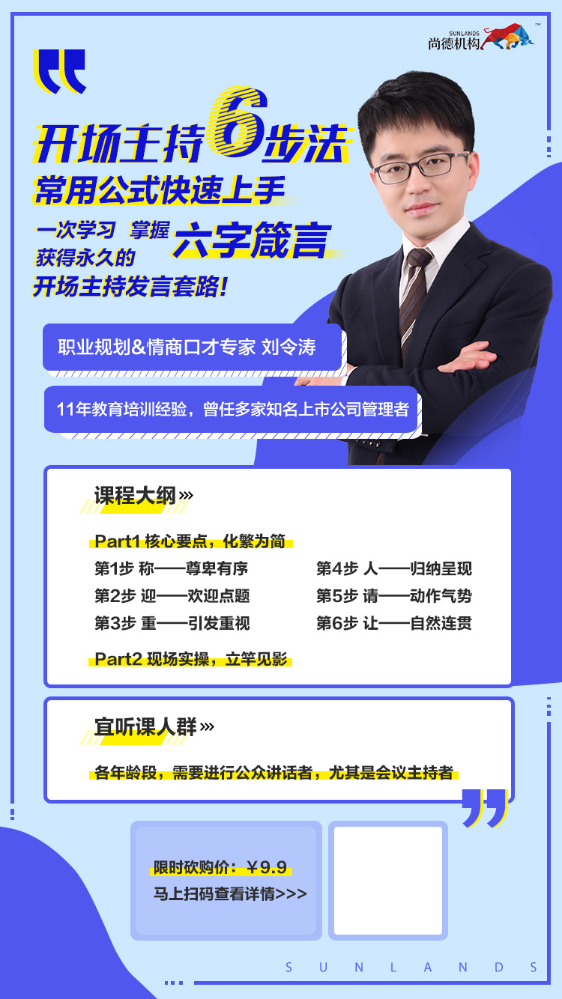 SUNLANDS
尚德机构
TM
开场主持6步法
常用公式快速上手
一次学习 掌握 六字箴言
获得永久的
开场主持发言套路！
职业规划&情商口才专家 刘令涛
11年教育培训经验，曾任多家知名上市公司管理者
课程大纲›››
Part1 核心要点，化繁为简
第1步 称——尊卑有序
第2步 迎——欢迎点题
第3步 重——引发重视
第4步 人——归纳呈现
第5步 请——动作气势
第6步 让——自然连贯
Part2 现场实操，立竿见影
宜听课人群›››
各年龄段，需要进行公众讲话者，尤其是会议主持者
限时砍购价：￥9.9
马上扫码查看详情>>>
SUNLANDS